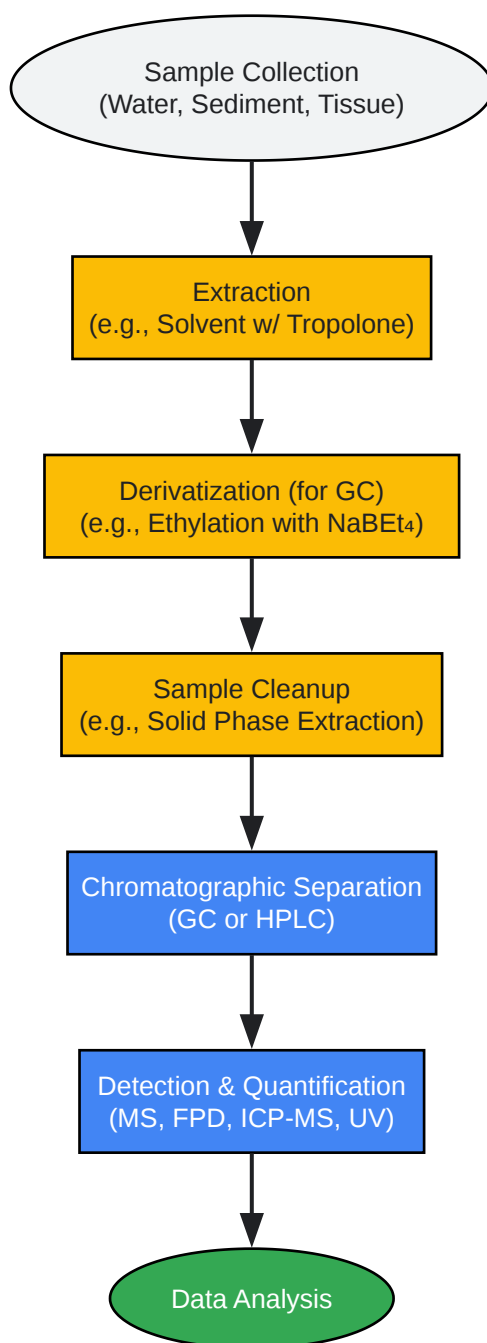 Sample Collection
(Water, Sediment, Tissue)
Extraction
(e.g., Solvent w/ Tropolone)
Derivatization (for GC)
(e.g., Ethylation with NaBEt₄)
Sample Cleanup
(e.g., Solid Phase Extraction)
Chromatographic Separation
(GC or HPLC)
Detection & Quantification
(MS, FPD, ICP-MS, UV)
Data Analysis